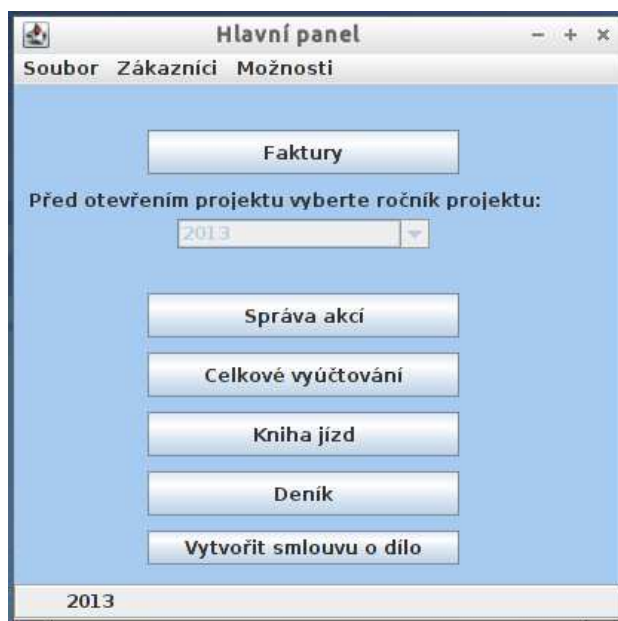 Hlavní panel
Soubor Zákazníci Možnosti
Faktury
Před otevřením projektu vyberte ročník projektu:
2013
Správa akcí
Celkové vyúčtování
Kniha jízd
Deník
Vytvořit smlouvu o dílo
2013